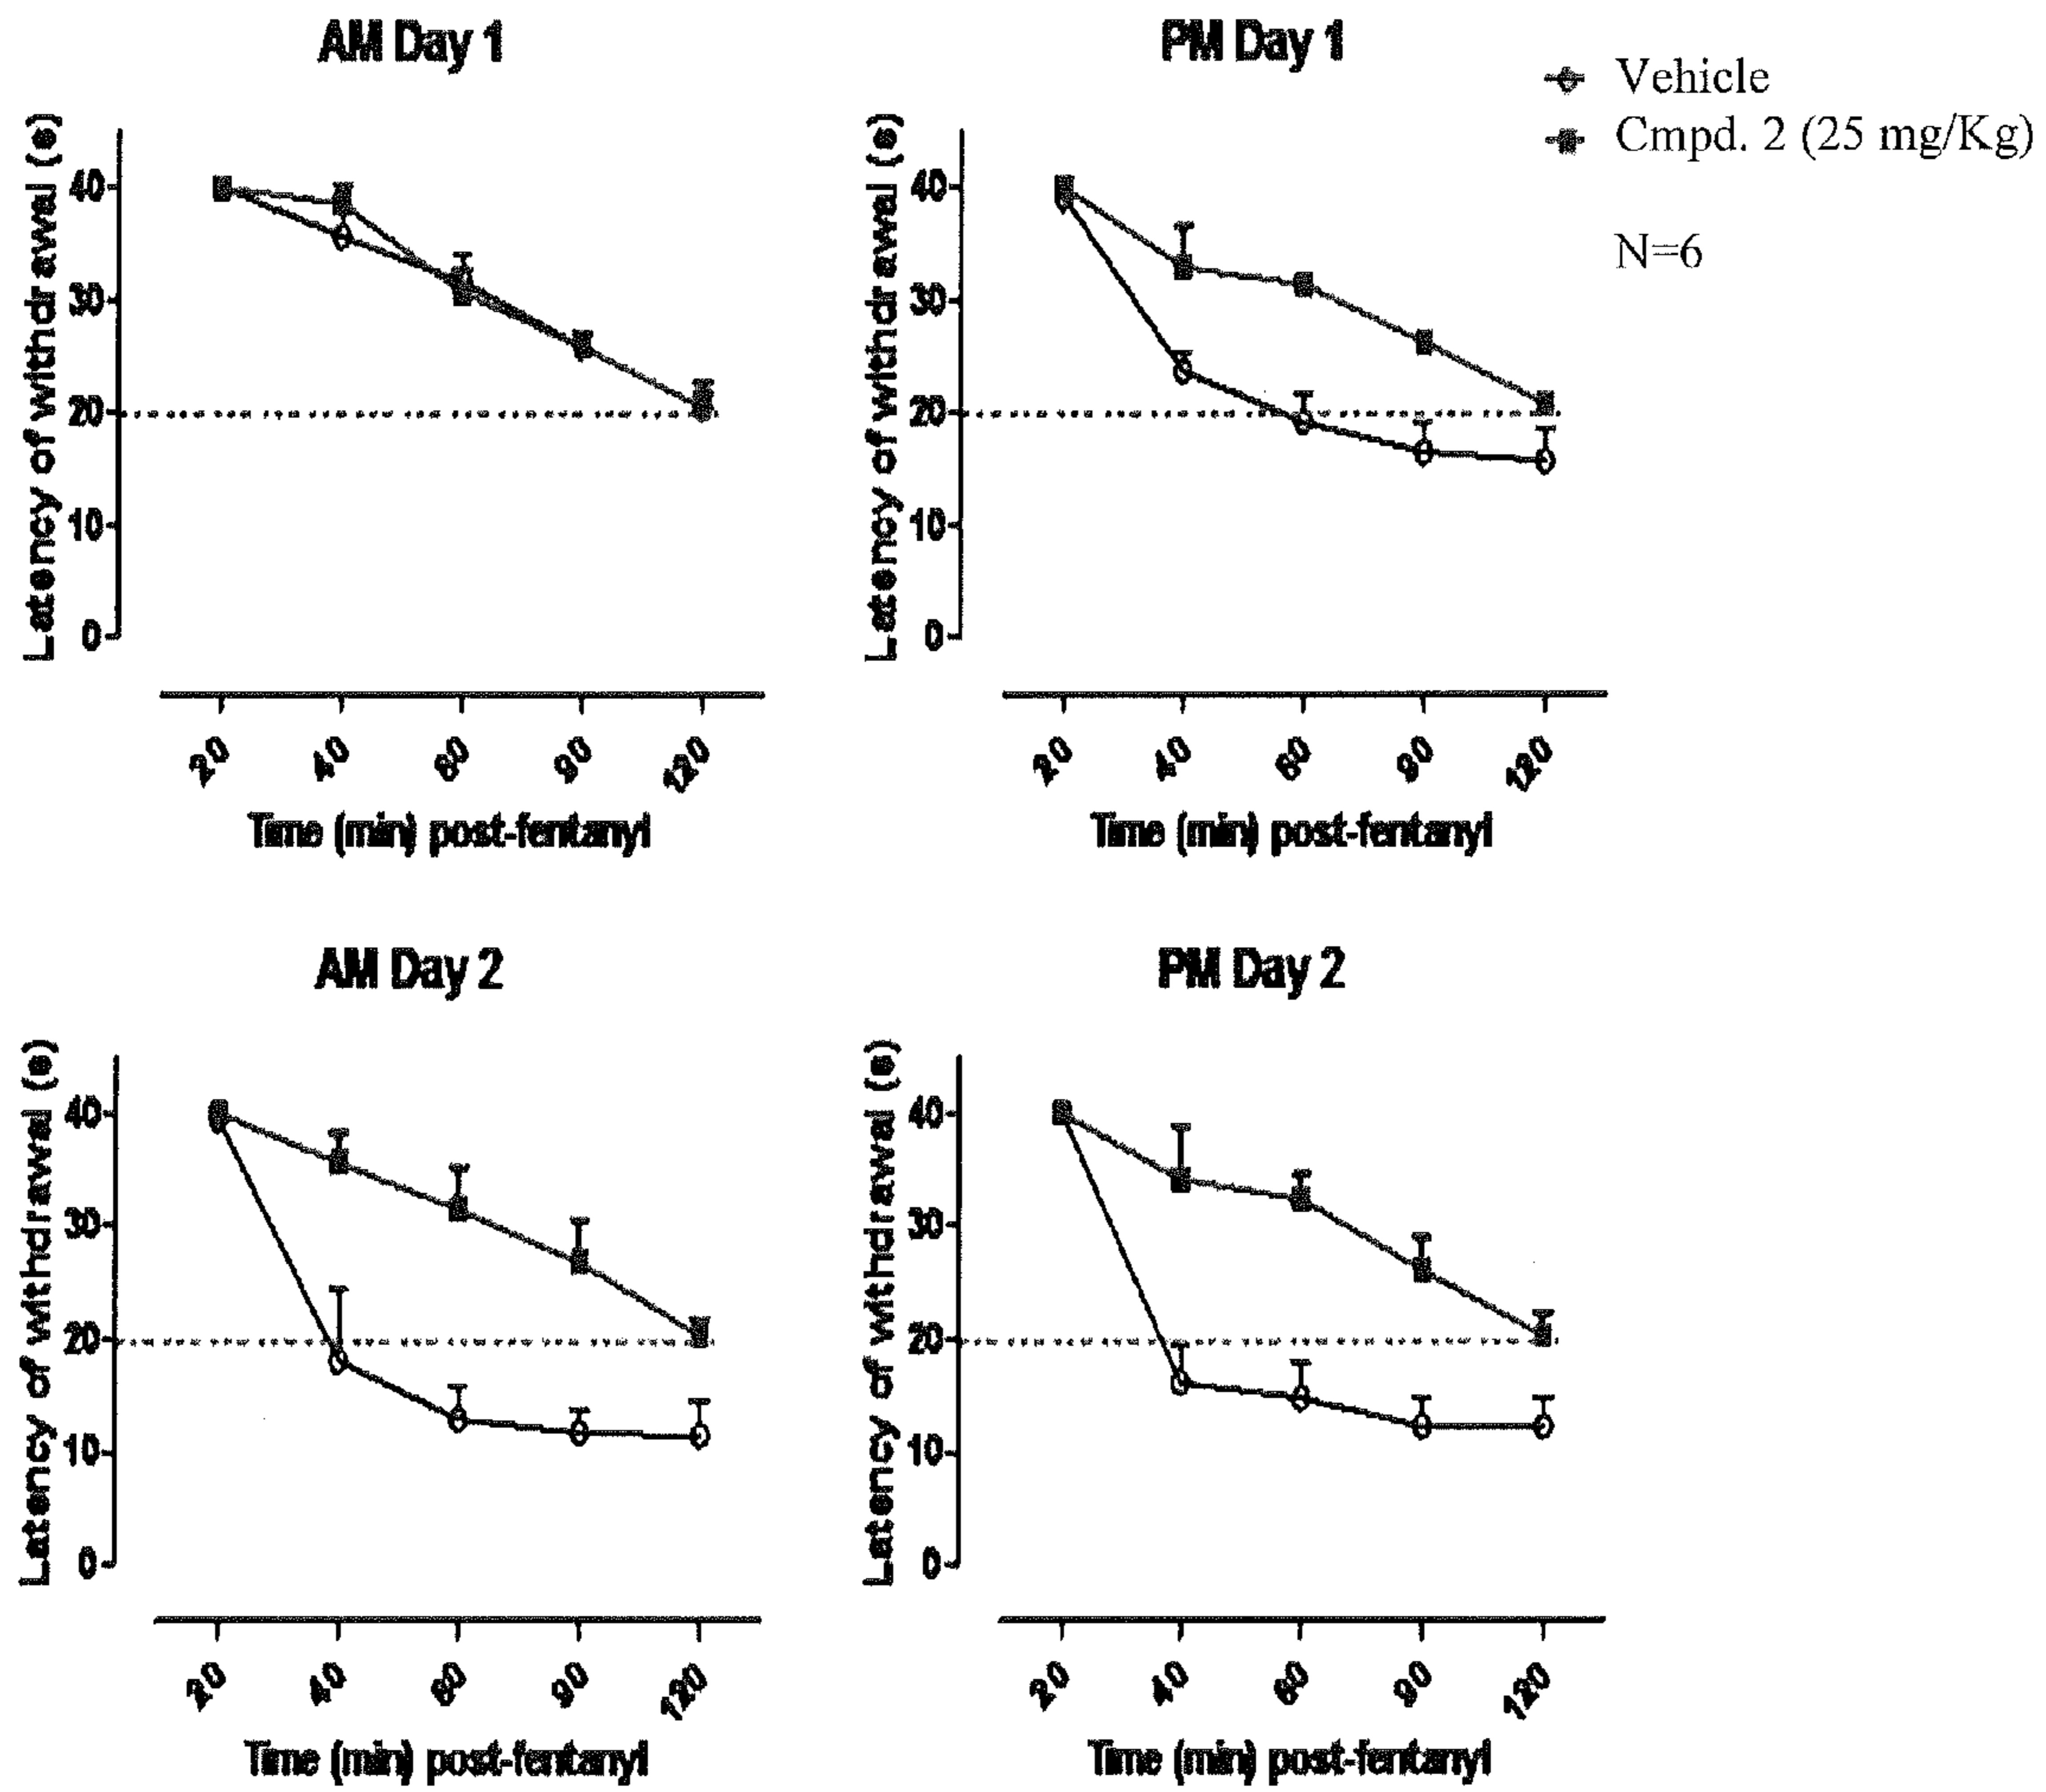 AM Day 1
Latency of withdrawal (s)
40
30
20
10
0
20 40 60 90 120
Time (min) post-fentanyl
PM Day 1
Latency of withdrawal (s)
40
30
20
10
0
20 40 60 90 120
Time (min) post-fentanyl
Vehicle
Cmpd. 2 (25 mg/Kg)
N=6
AM Day 2
Latency of withdrawal (s)
40
30
20
10
0
20 40 60 90 120
Time (min) post-fentanyl
PM Day 2
Latency of withdrawal (s)
40
30
20
10
0
20 40 60 90 120
Time (min) post-fentanyl